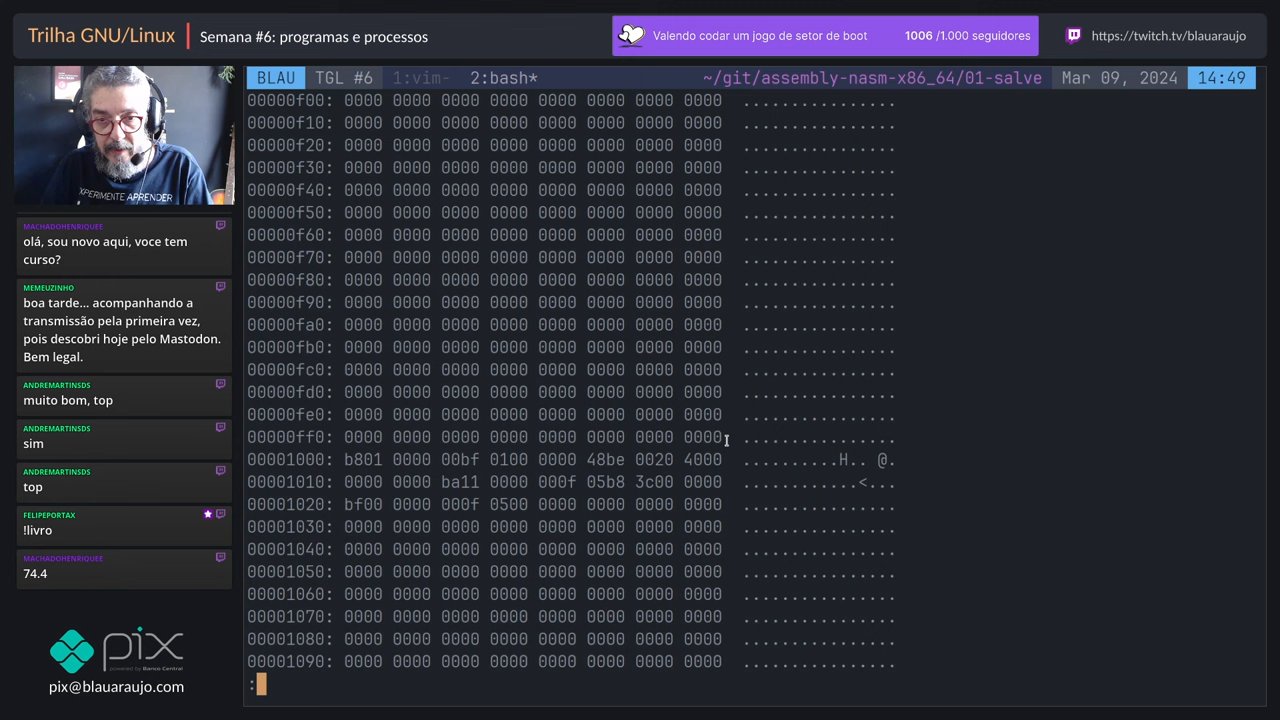 Trilha GNU/Linux
Semana #6: programas e processos
Valendo codar um jogo de setor de boot 1006 /1.000 seguidores
https://twitch.tv/blauaraujo
BLAU TGL #6 1:vim- 2:bash* ~/git/assembly-nasm-x86_64/01-salve Mar 09, 2024 14:49
XPERIMENTE APRENDER
MACHADOHENRIQUEE
olá, sou novo aqui, voce tem
curso?
MEMEUZINHO
boa tarde... acompanhando a
transmissão pela primeira vez,
pois descobri hoje pelo Mastodon.
Bem legal.
ANDREMARTINSDS
muito bom, top
ANDREMARTINSDS
sim
ANDREMARTINSDS
top
FELIPEPORTAX
!livro
MACHADOHENRIQUEE
74.4
pix
powered by Banco Central
pix@blauaraujo.com
00000f00: 0000 0000 0000 0000 0000 0000 0000 0000 ................
00000f10: 0000 0000 0000 0000 0000 0000 0000 0000 ................
00000f20: 0000 0000 0000 0000 0000 0000 0000 0000 ................
00000f30: 0000 0000 0000 0000 0000 0000 0000 0000 ................
00000f40: 0000 0000 0000 0000 0000 0000 0000 0000 ................
00000f50: 0000 0000 0000 0000 0000 0000 0000 0000 ................
00000f60: 0000 0000 0000 0000 0000 0000 0000 0000 ................
00000f70: 0000 0000 0000 0000 0000 0000 0000 0000 ................
00000f80: 0000 0000 0000 0000 0000 0000 0000 0000 ................
00000f90: 0000 0000 0000 0000 0000 0000 0000 0000 ................
00000fa0: 0000 0000 0000 0000 0000 0000 0000 0000 ................
00000fb0: 0000 0000 0000 0000 0000 0000 0000 0000 ................
00000fc0: 0000 0000 0000 0000 0000 0000 0000 0000 ................
00000fd0: 0000 0000 0000 0000 0000 0000 0000 0000 ................
00000fe0: 0000 0000 0000 0000 0000 0000 0000 0000 ................
00000ff0: 0000 0000 0000 0000 0000 0000 0000 0000 ................
00001000: b801 0000 00bf 0100 0000 48be 0020 4000 ..........H.. @.
00001010: 0000 0000 ba11 0000 000f 05b8 3c00 0000 ............<...
00001020: bf00 0000 000f 0500 0000 0000 0000 0000 ................
00001030: 0000 0000 0000 0000 0000 0000 0000 0000 ................
00001040: 0000 0000 0000 0000 0000 0000 0000 0000 ................
00001050: 0000 0000 0000 0000 0000 0000 0000 0000 ................
00001060: 0000 0000 0000 0000 0000 0000 0000 0000 ................
00001070: 0000 0000 0000 0000 0000 0000 0000 0000 ................
00001080: 0000 0000 0000 0000 0000 0000 0000 0000 ................
00001090: 0000 0000 0000 0000 0000 0000 0000 0000 ................
: